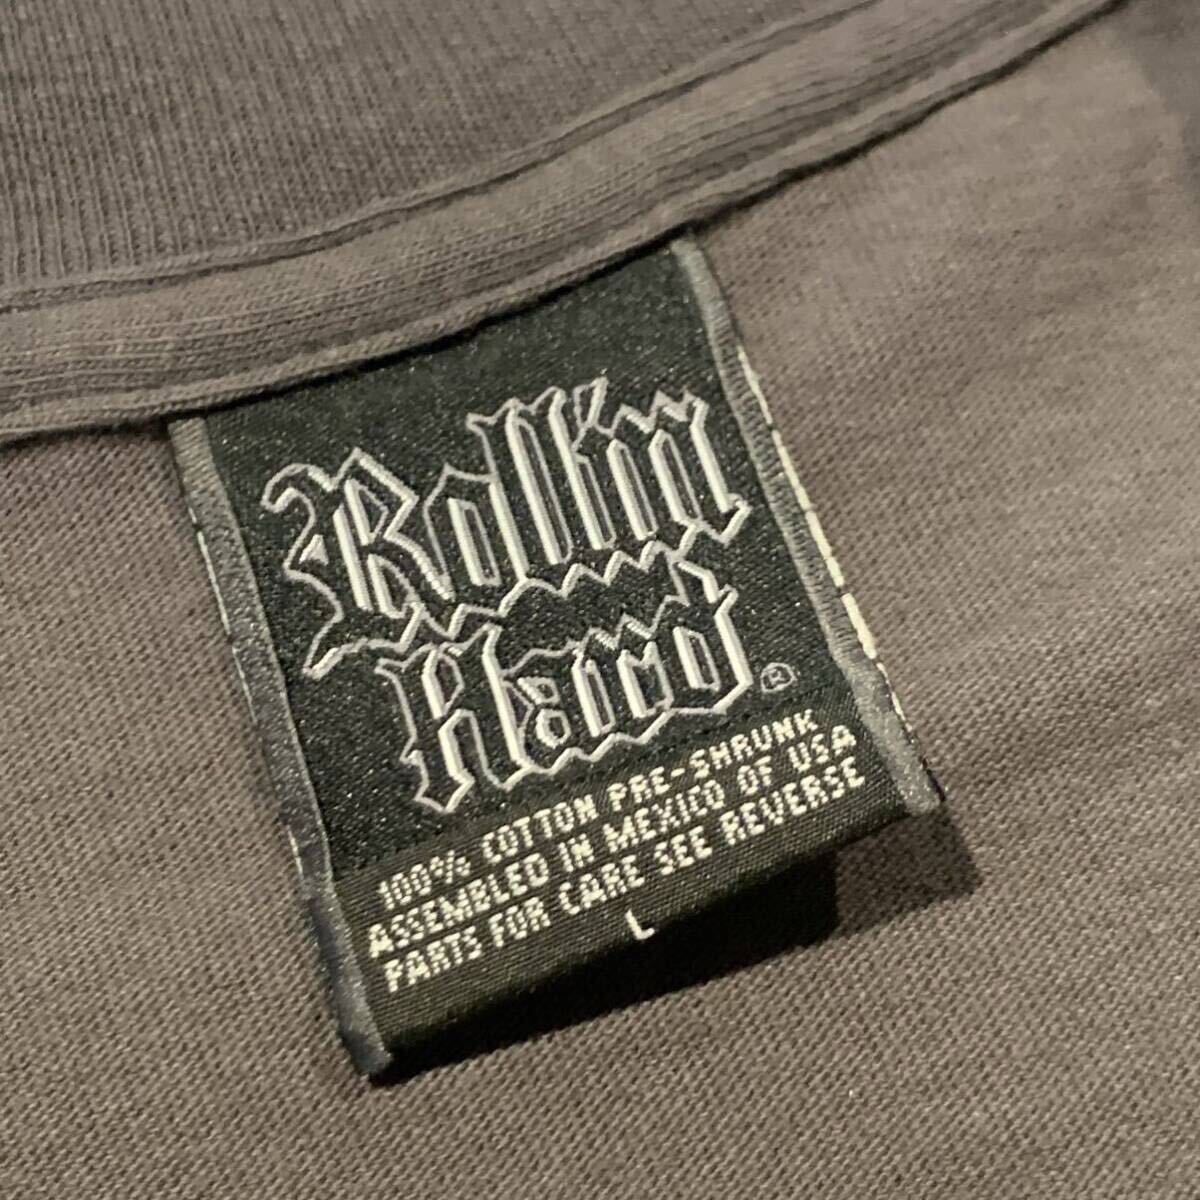 Rollin'
Hard ®
100% COTTON PRE-SHRUNK
ASSEMBLED IN MEXICO OF USA
PARTS FOR CARE SEE REVERSE
L